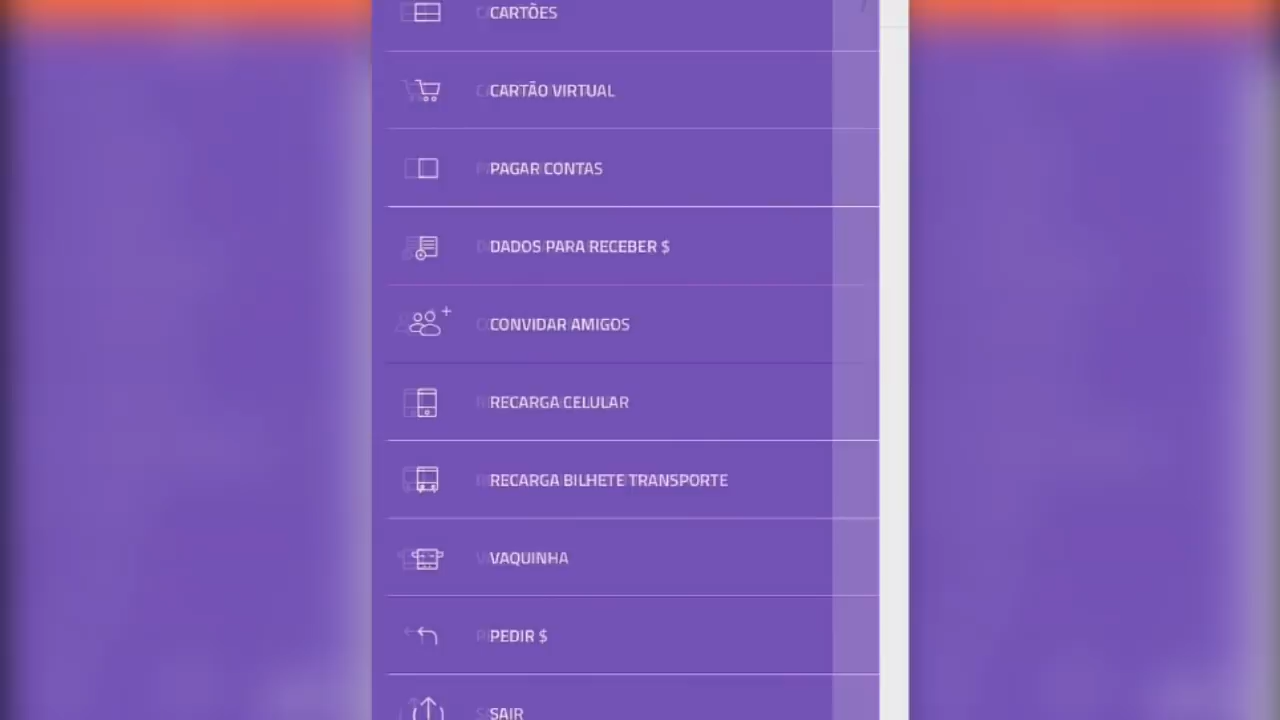 CARTÕES
CARTÃO VIRTUAL
PAGAR CONTAS
DADOS PARA RECEBER $
CONVIDAR AMIGOS
RECARGA CELULAR
RECARGA BILHETE TRANSPORTE
VAQUINHA
PEDIR $
SAIR